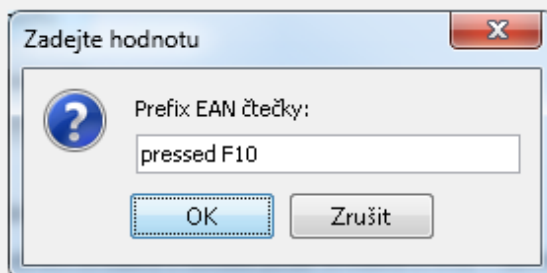 Zadejte hodnotu
Prefix EAN čtečky:
pressed F10
OK
Zrušit